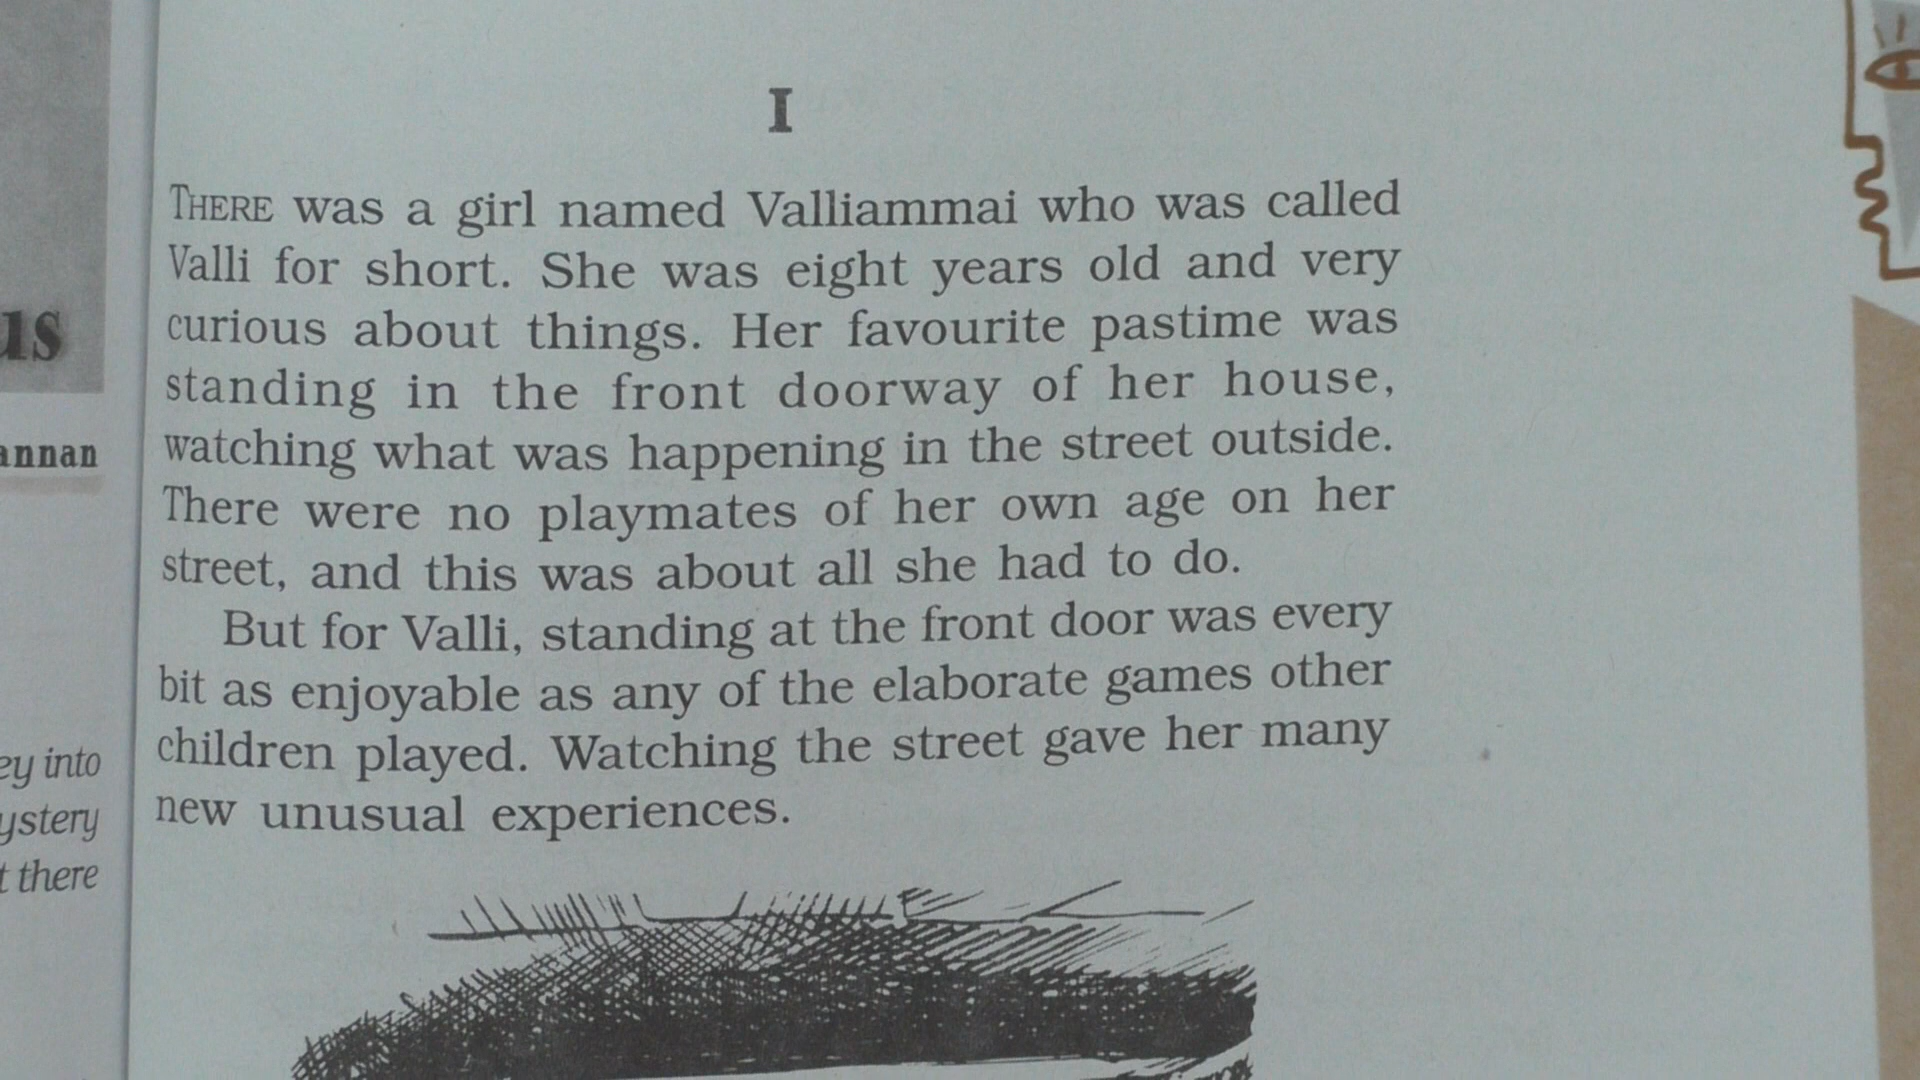 us
annan
ey into
ystery
t there
I
THERE was a girl named Valliammai who was called
Valli for short. She was eight years old and very
curious about things. Her favourite pastime was
standing in the front doorway of her house,
watching what was happening in the street outside.
There were no playmates of her own age on her
street, and this was about all she had to do.
But for Valli, standing at the front door was every
bit as enjoyable as any of the elaborate games other
children played. Watching the street gave her many
new unusual experiences.